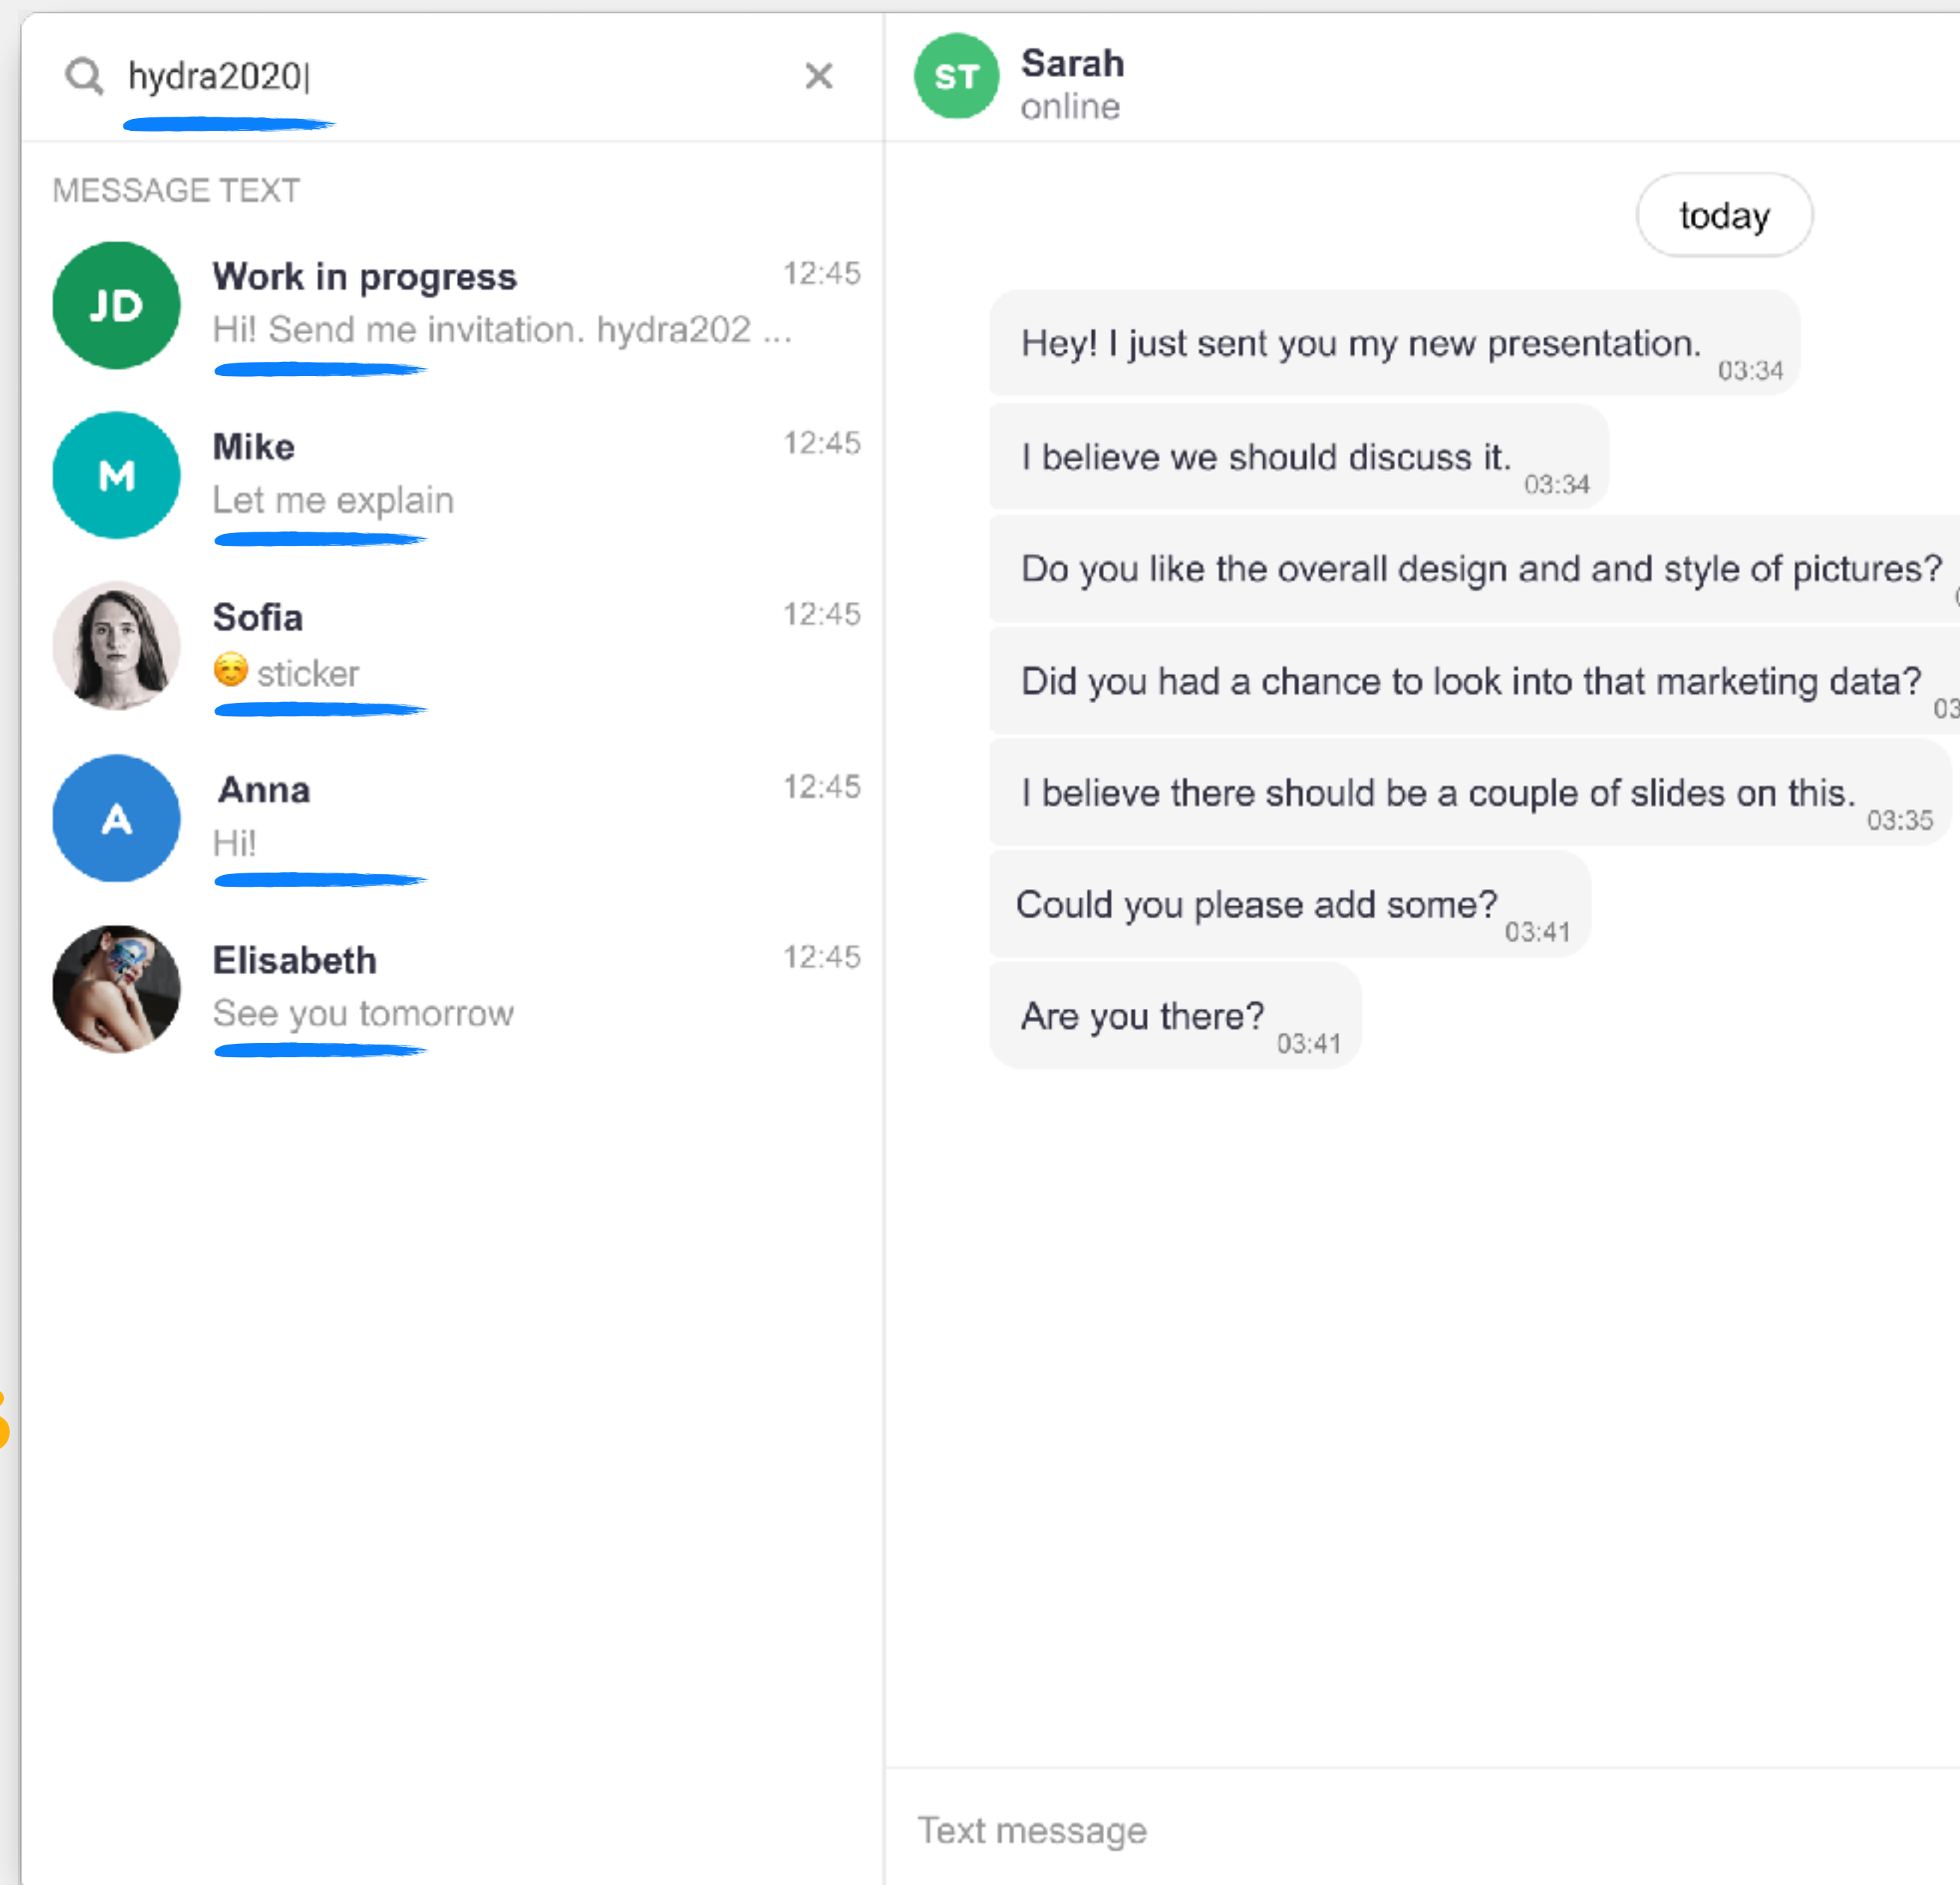 hydra2020
MESSAGE TEXT
JD
Work in progress
12:45
Hi! Send me invitation. hydra202 ...
M
Mike
12:45
Let me explain
Sofia
12:45
😊 sticker
A
Anna
12:45
Hi!
Elisabeth
12:45
See you tomorrow
ST
Sarah
online
today
Hey! I just sent you my new presentation.
03:34
I believe we should discuss it.
03:34
Do you like the overall design and and style of pictures?
Did you had a chance to look into that marketing data?
03
I believe there should be a couple of slides on this.
03:35
Could you please add some?
03:41
Are you there?
03:41
Text message